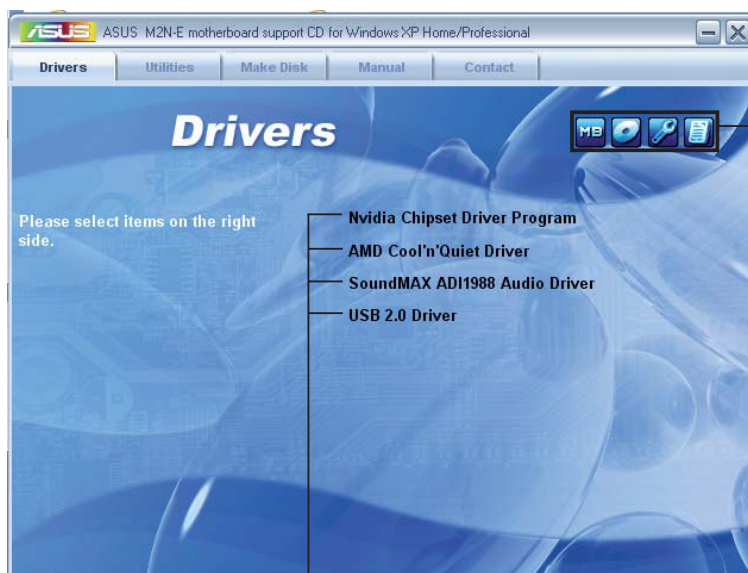 ASUS
ASUS M2N-E motherboard support CD for Windows XP Home/Professional
Drivers
Utilities
Make Disk
Manual
Contact
Drivers
MB
Please select items on the right
side.
Nvidia Chipset Driver Program
AMD Cool'n'Quiet Driver
SoundMAX ADI1988 Audio Driver
USB 2.0 Driver